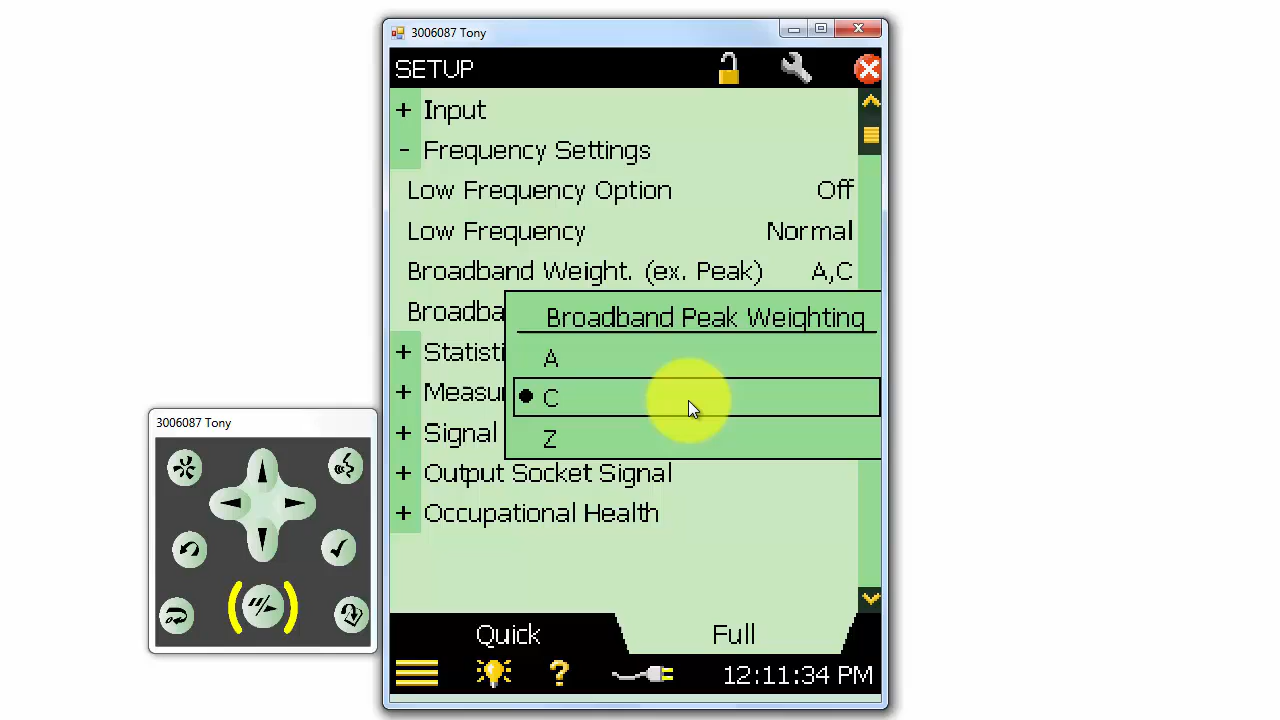 3006087 Tony
SETUP
+ Input
- Frequency Settings
Low Frequency Option Off
Low Frequency Normal
Broadband Weight. (ex. Peak) A,C
Broadba
Broadband Peak Weighting
A
C
Z
+ Statisti
+ Measur
+ Signal
+ Output Socket Signal
+ Occupational Health
Quick Full
? 12:11:34 PM
3006087 Tony